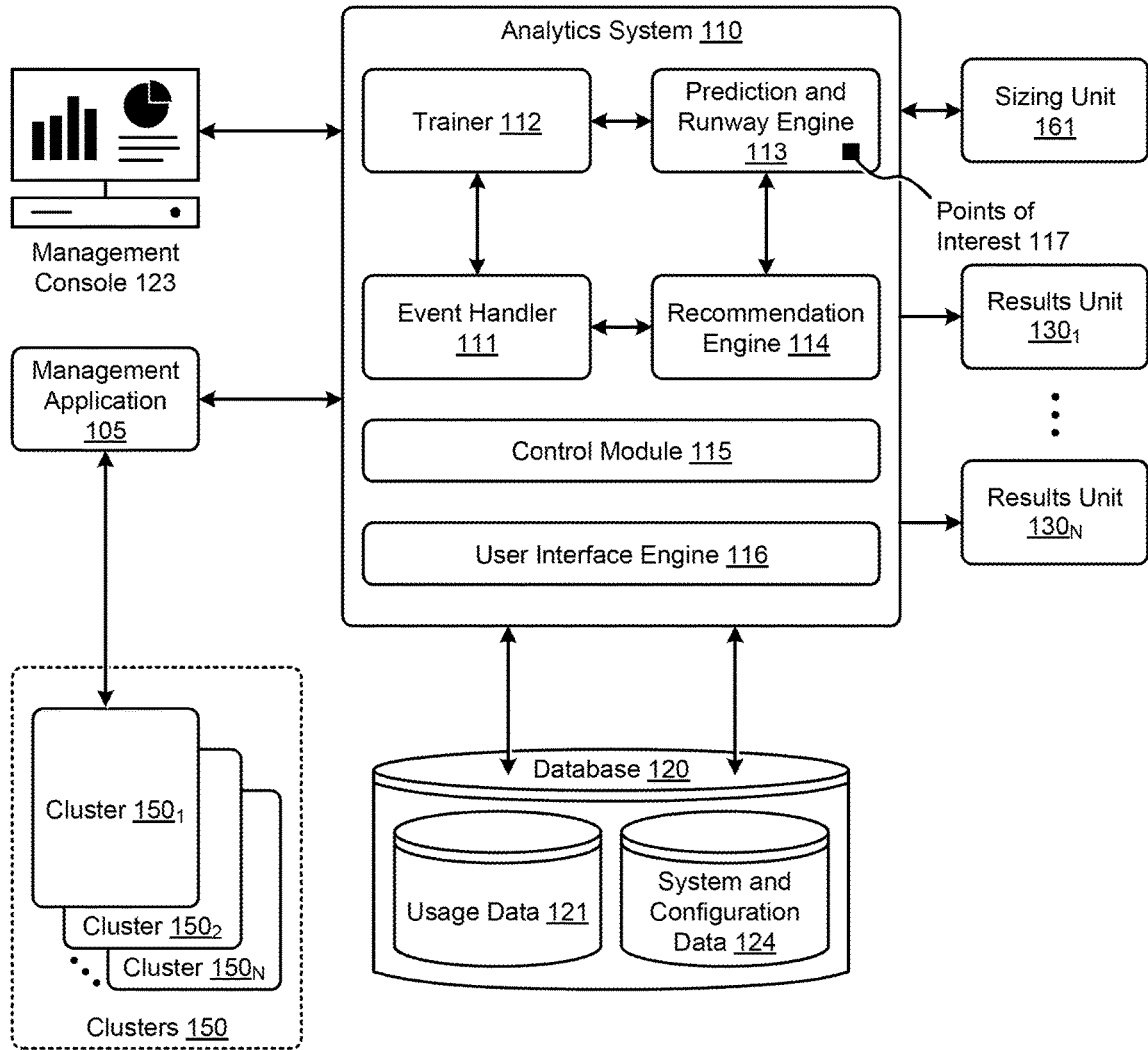 Analytics System 110
Trainer 112
Prediction and
Runway Engine
113
Sizing Unit
161
Points of
Interest 117
Management
Console 123
Event Handler
111
Recommendation
Engine 114
Results Unit
130₁
Management
Application
105
Control Module 115
Results Unit
130N
User Interface Engine 116
Database 120
Usage Data 121
System and
Configuration
Data 124
Cluster 150₁
Cluster 150₂
Cluster 150N
Clusters 150